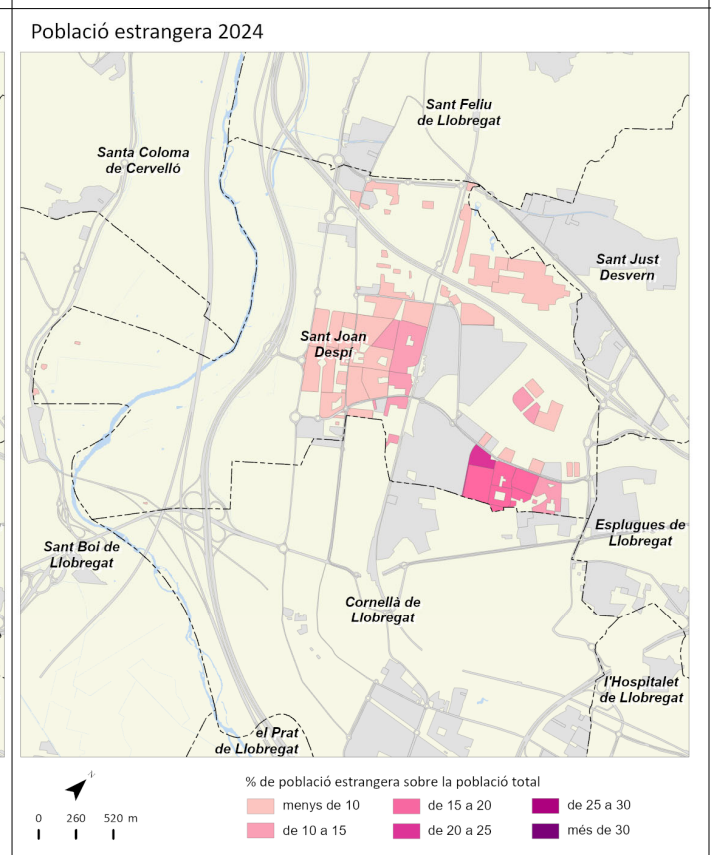 Població estrangera 2024
Sant Feliu
de Llobregat
Santa Coloma
de Cervelló
Sant Just
Desvern
Sant Joan
Despí
Esplugues de
Llobregat
Sant Boi de
Llobregat
Cornellà de
Llobregat
l'Hospitalet
de Llobregat
el Prat
de Llobregat
N
0 260 520 m
% de població estrangera sobre la població total
menys de 10
de 15 a 20
de 25 a 30
de 10 a 15
de 20 a 25
més de 30